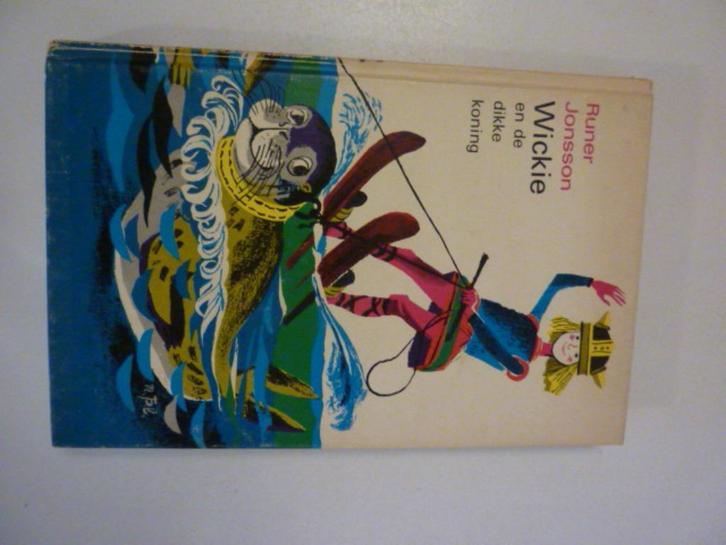 Runer
Jonsson
Wickie
en de
dikke
koning